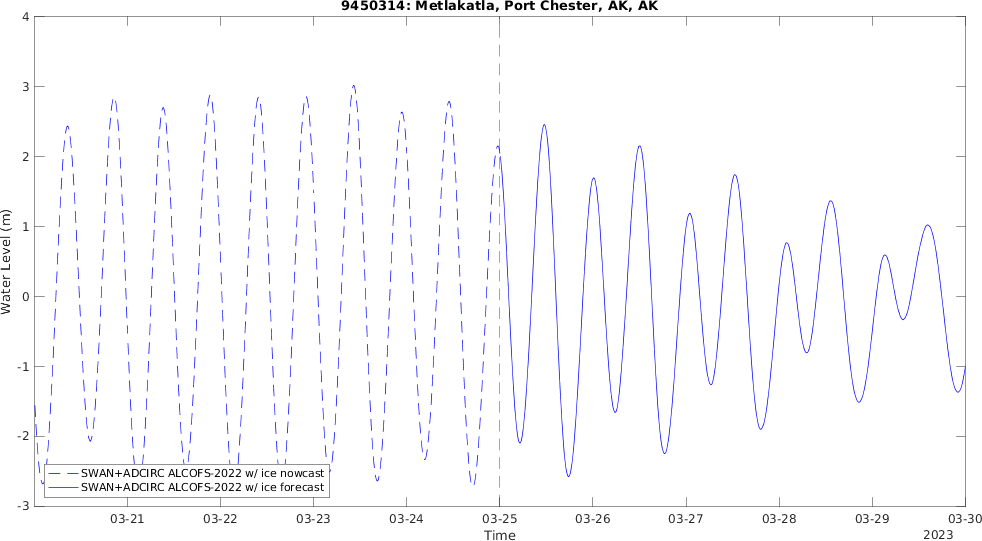 9450314: Metlakatla, Port Chester, AK, AK
4
3
2
1
0
-1
-2
-3
Water Level (m)
SWAN+ADCIRC ALCOFS-2022 w/ ice nowcast
SWAN+ADCIRC ALCOFS-2022 w/ ice forecast
03-21 03-22 03-23 03-24 03-25 03-26 03-27 03-28 03-29 03-30
Time
2023